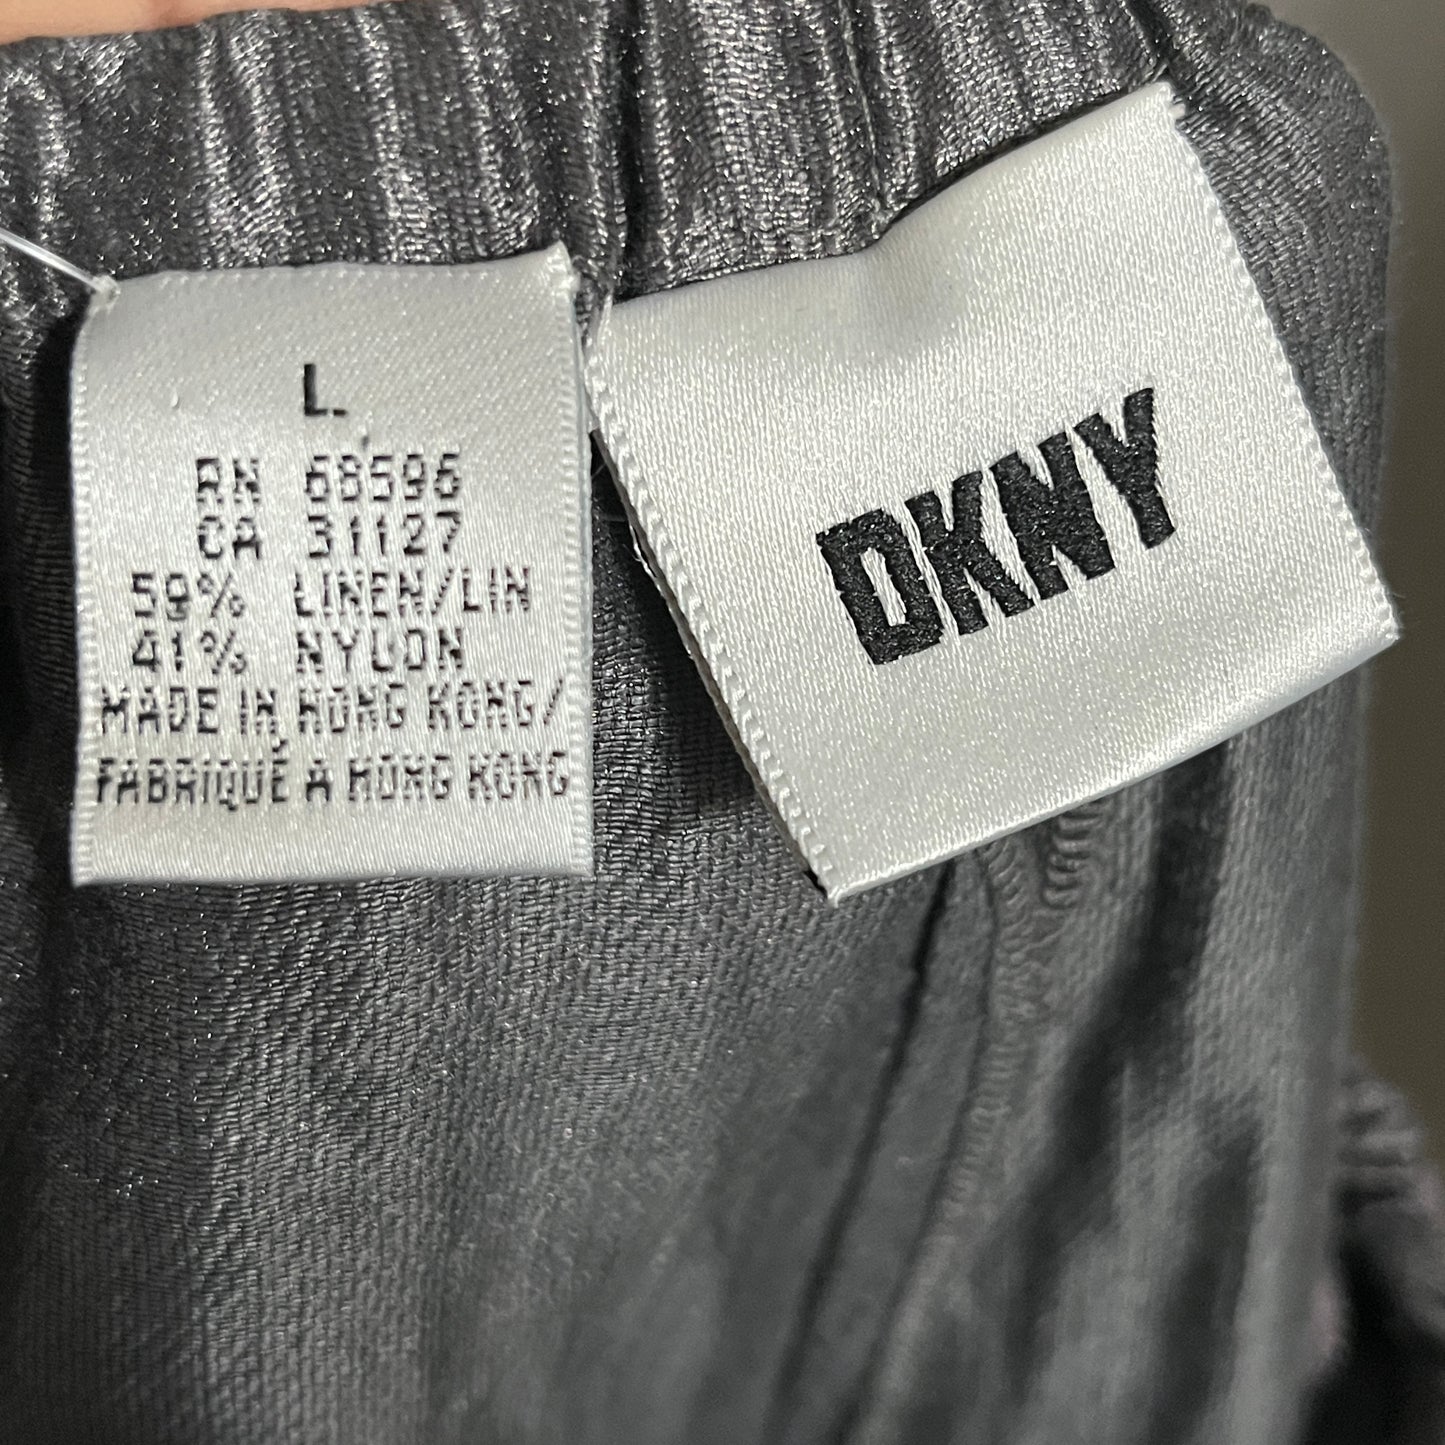 L.
RN 68596
CA 31127
59% LINEN/LIN
41% NYLON
MADE IN HONG KONG/
FABRIQUÉ A HONG KONG
DKNY